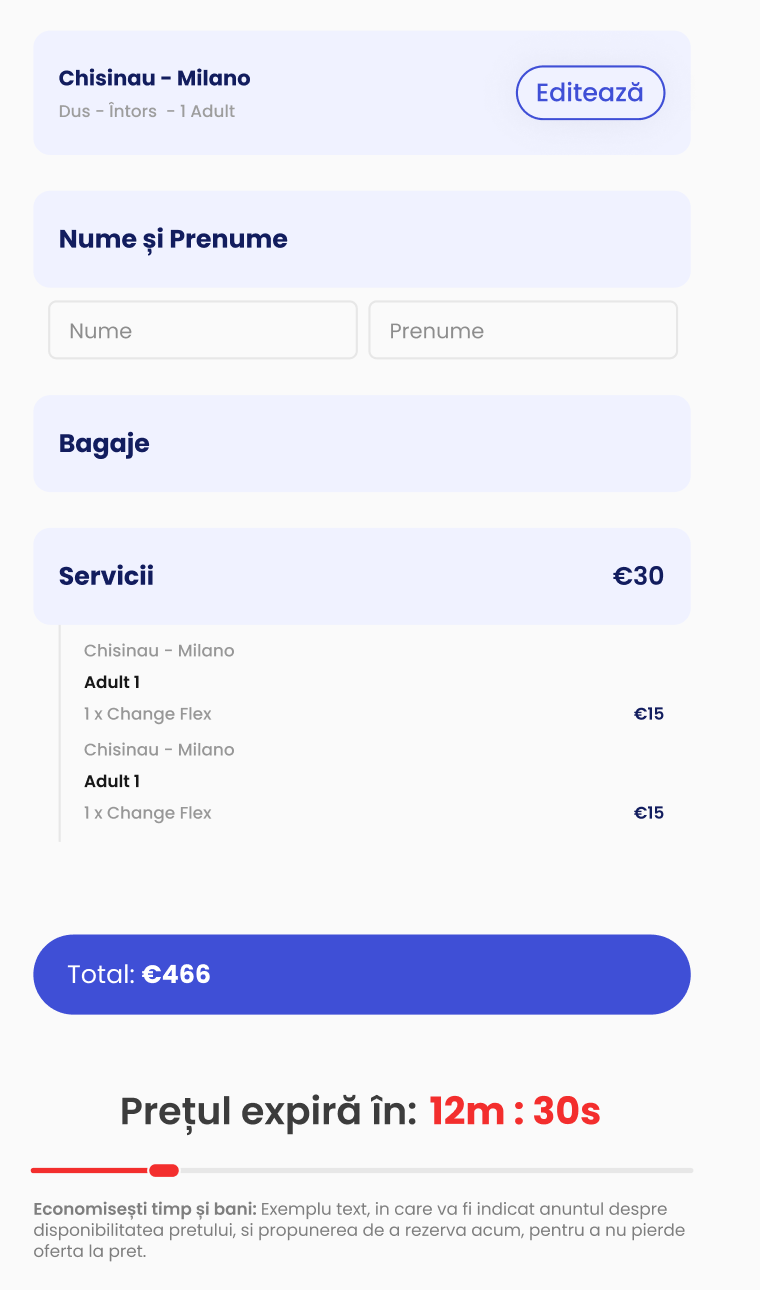 Chisinau - Milano
Editează
Dus - Întors - 1 Adult
Nume și Prenume
Nume
Prenume
Bagaje
Servicii
€30
Chisinau - Milano
Adult 1
1 x Change Flex
€15
Chisinau - Milano
Adult 1
1 x Change Flex
€15
Total: €466
Prețul expiră în: 12m : 30s
Economisești timp și bani: Exemplu text, in care va fi indicat anuntul despre
disponibilitatea pretului, si propunerea de a rezerva acum, pentru a nu pierde
oferta la pret.